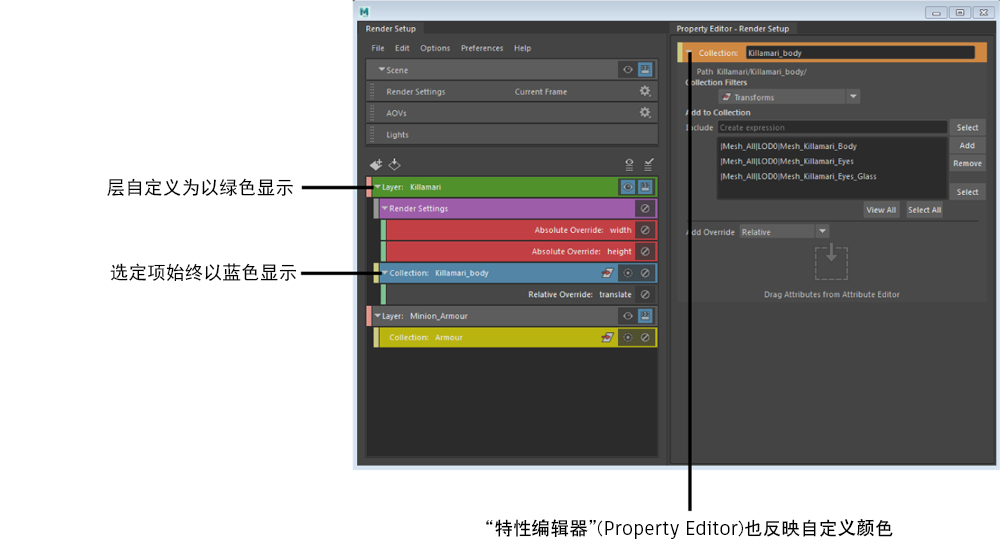 M
Render Setup
Property Editor - Render Setup
File Edit Options Preferences Help
Collection: Killamari_body
Scene
Path Killamari/Killamari_body/
Collection Filters
Render Settings Current Frame
Transforms
AOVs
Add to Collection
Lights
Include Create expression Select
|Mesh_All|LOD0|Mesh_Killamari_Body Add
|Mesh_All|LOD0|Mesh_Killamari_Eyes Remove
|Mesh_All|LOD0|Mesh_Killamari_Eyes_Glass
Select
View All Select All
层自定义为以绿色显示
Layer: Killamari
Render Settings
Absolute Override: width
Add Override Relative
Absolute Override: height
选定项始终以蓝色显示
Collection: Killamari_body
Relative Override: translate
Drag Attributes from Attribute Editor
Layer: Minion_Armour
Collection: Armour
“特性编辑器”(Property Editor)也反映自定义颜色